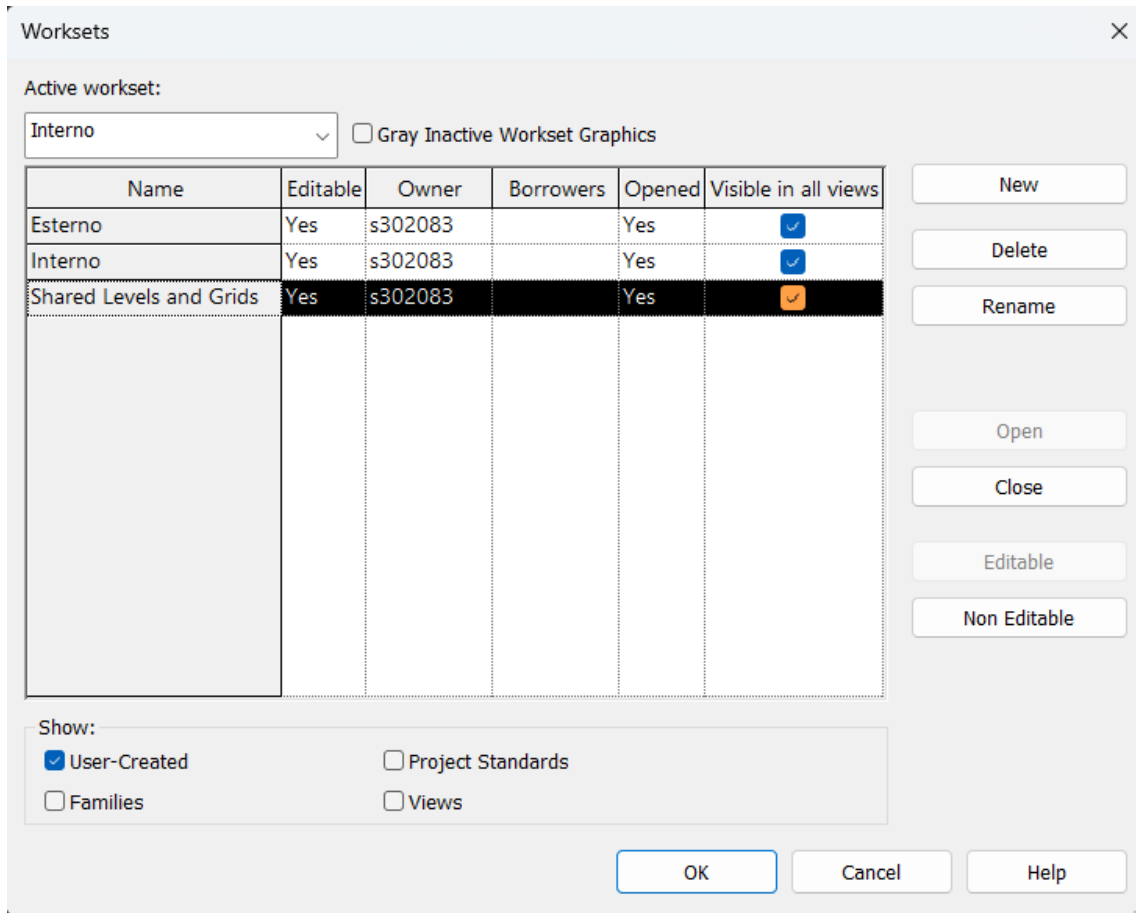 Worksets
Active workset:
Interno
Gray Inactive Workset Graphics
Name Editable Owner Borrowers Opened Visible in all views
Esterno Yes s302083 Yes
Interno Yes s302083 Yes
Shared Levels and Grids Yes s302083 Yes
New
Delete
Rename
Open
Close
Editable
Non Editable
Show:
User-Created Project Standards
Families Views
OK Cancel Help